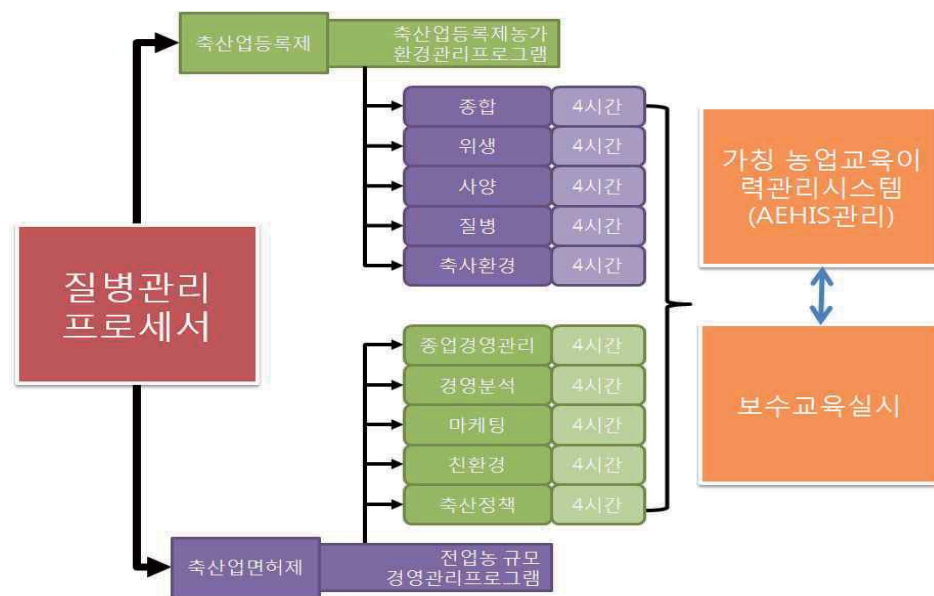 축산업등록제
축산업등록제농가
환경관리프로그램
종합
4시간
위생
4시간
사양
4시간
질병
4시간
축사환경
4시간
질병관리
프로세서
종업경영관리
4시간
경영분석
4시간
마케팅
4시간
친환경
4시간
축산정책
4시간
축산업면허제
전업농 규모
경영관리프로그램
가칭 농업교육이
력관리시스템
(AEHIS관리)
보수교육실시